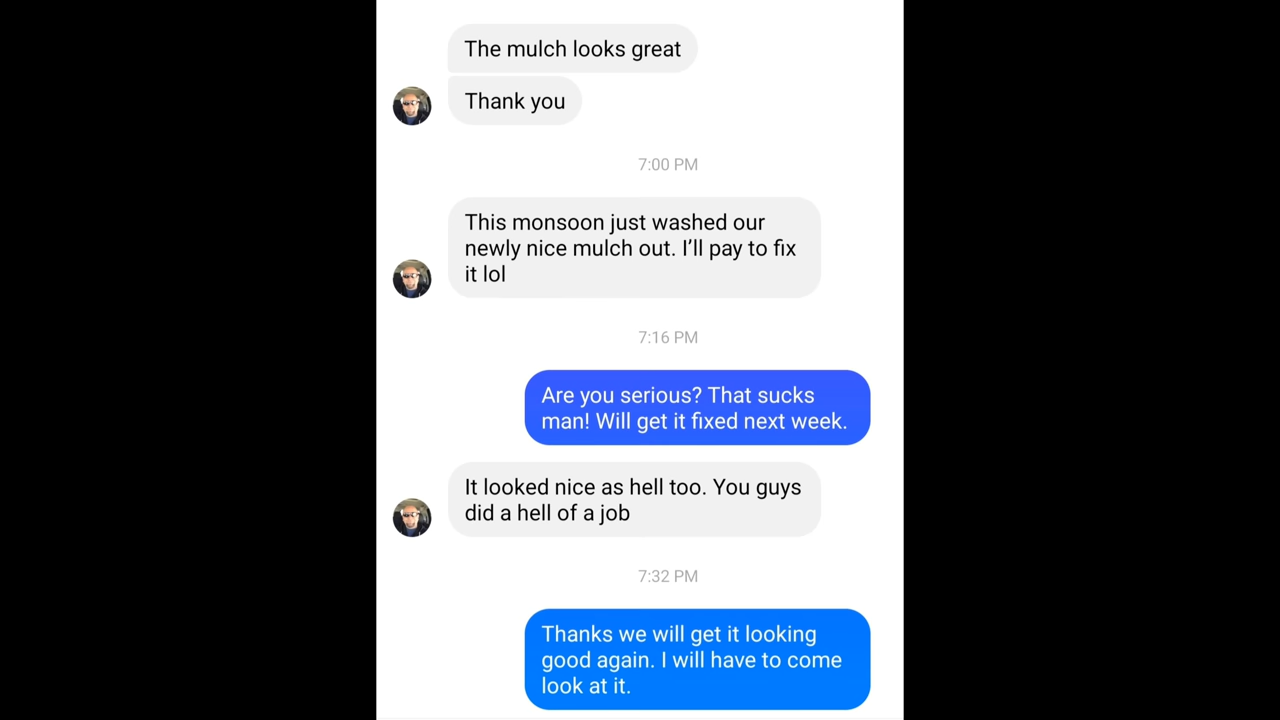 The mulch looks great
Thank you
7:00 PM
This monsoon just washed our
newly nice mulch out. I’ll pay to fix
it lol
7:16 PM
Are you serious? That sucks
man! Will get it fixed next week.
It looked nice as hell too. You guys
did a hell of a job
7:32 PM
Thanks we will get it looking
good again. I will have to come
look at it.